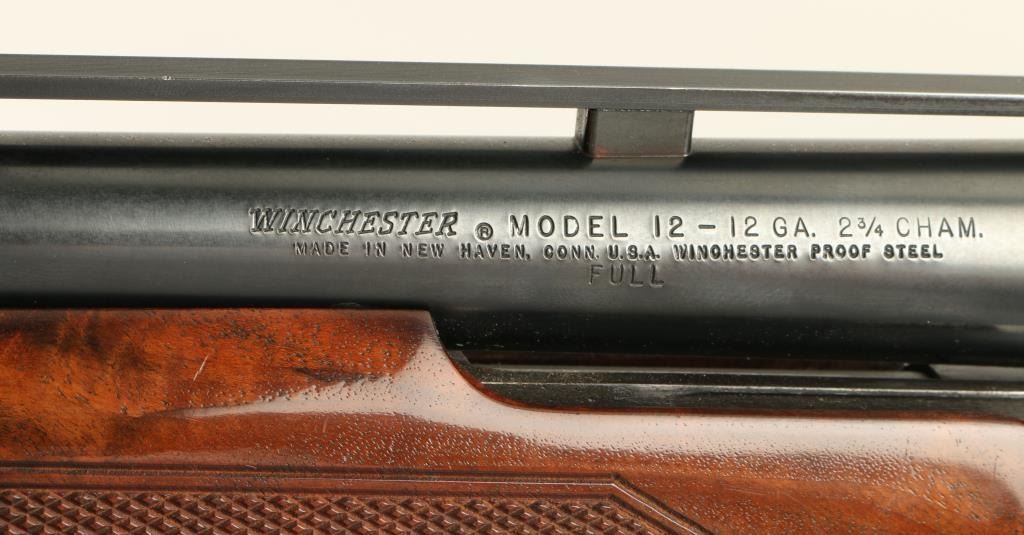 WINCHESTER ® MODEL 12 – 12 GA. 2¾ CHAM.
MADE IN NEW HAVEN, CONN. U.S.A. WINCHESTER PROOF STEEL
FULL